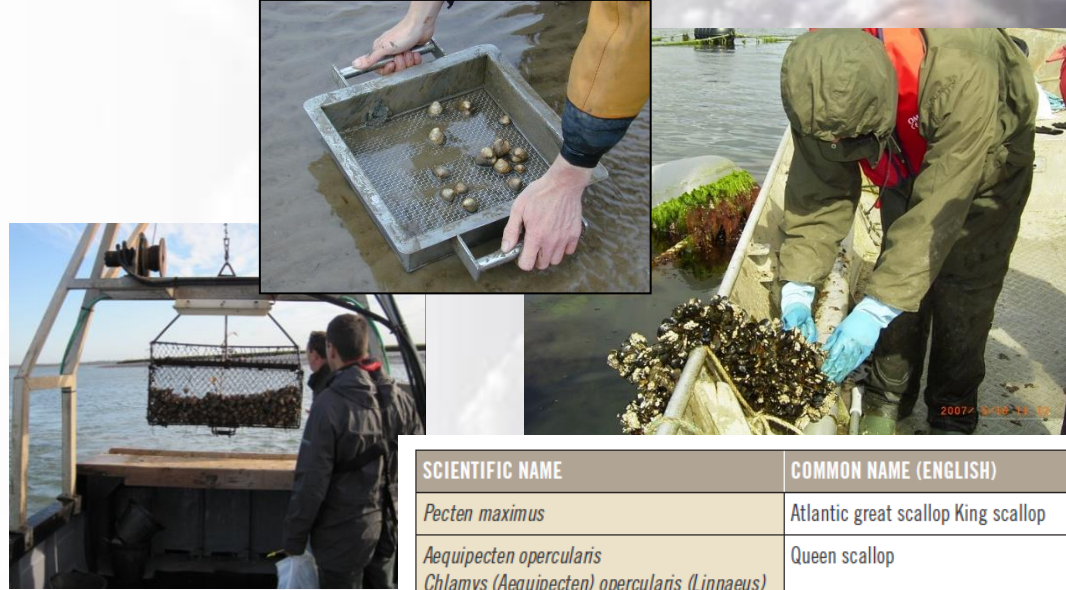 SCIENTIFIC NAME COMMON NAME (ENGLISH)
Pecten maximus Atlantic great scallop King scallop
Aequipecten opercularis Queen scallop
Chlamys (Aequipecten) opercularis (Linnaeus)